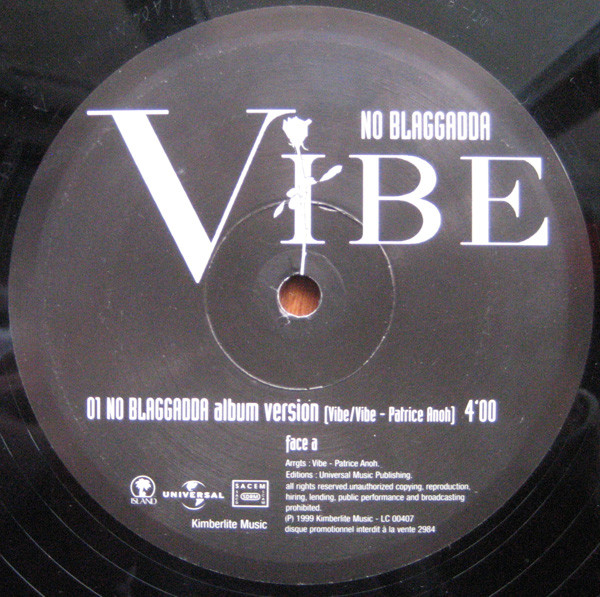 NO BLAGGADDA
VIBE
01 NO BLAGGADDA album version [Vibe/Vibe - Patrice Anoh] 4'00
face a
Arrgts : Vibe - Patrice Anoh.
Editions : Universal Music Publishing.
all rights reserved.unauthorized copying, reproduction,
hiring, lending, public performance and broadcasting
prohibited.
(P) 1999 Kimberlite Music - LC 00407
disque promotionnel interdit à la vente 2984
ISLAND
UNIVERSAL
SACEM
SDRM
Kimberlite Music